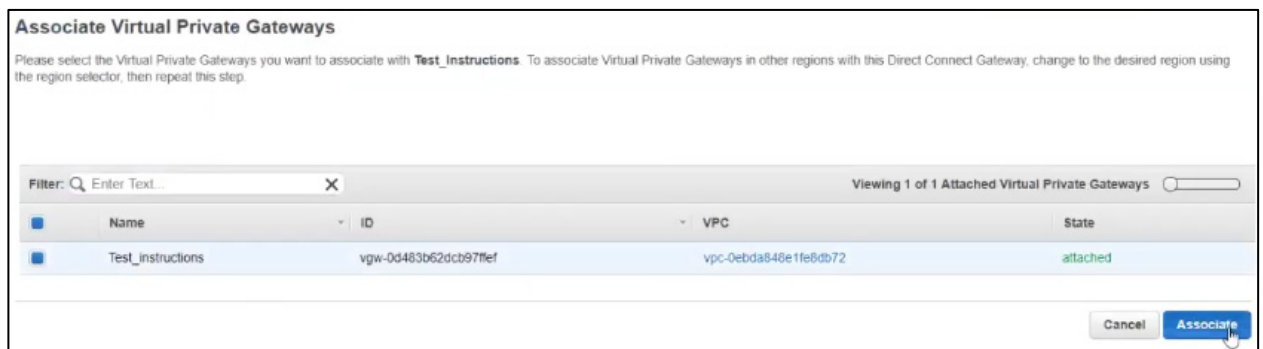 Associate Virtual Private Gateways
Please select the Virtual Private Gateways you want to associate with Test_Instructions. To associate Virtual Private Gateways in other regions with this Direct Connect Gateway, change to the desired region using
the region selector, then repeat this step.
Filter: Enter Text... Viewing 1 of 1 Attached Virtual Private Gateways
Name ID VPC State
Test_instructions vgw-0d483b62dcb97ffef vpc-0ebda848e1fe8db72 attached
Cancel Associate